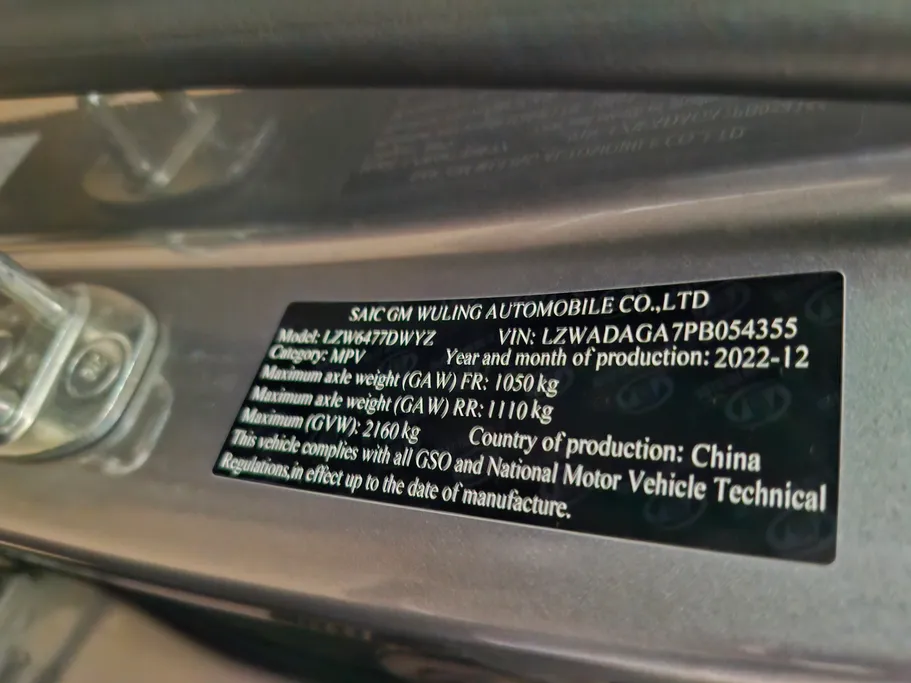 SAIC GM WULING AUTOMOBILE CO.,LTD
Model: LZW6477DWYZ VIN: LZWADAGA7PB054355
Category: MPV Year and month of production: 2022-12
Maximum axle weight (GAW) FR: 1050 kg
Maximum axle weight (GAW) RR: 1110 kg
Maximum (GVW): 2160 kg Country of production: China
This vehicle complies with all GSO and National Motor Vehicle Technical
Regulations,in effect up to the date of manufacture.